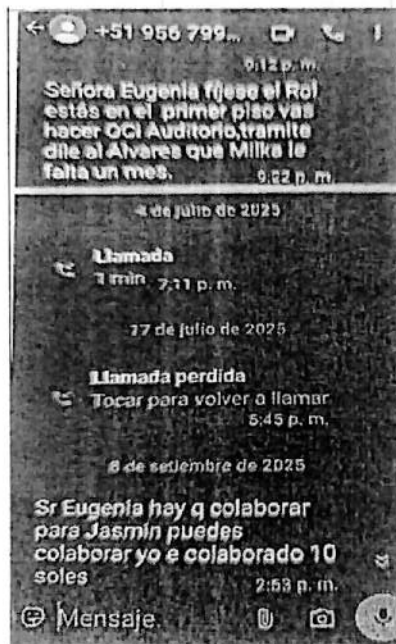 +51 956 799...
9:12 p. m.
Señora Eugenia fijese el Rol
estás en el primer piso vas
hacer OCI Auditorio,tramite
dile al Alvares que Milka le
falta un mes.
9:22 p. m.
4 de julio de 2025
Llamada
1 min 7:11 p. m.
17 de julio de 2025
Llamada perdida
Tocar para volver a llamar
5:45 p. m.
8 de setiembre de 2025
Sr Eugenia hay q colaborar
para Jasmin puedes
colaborar yo e colaborado 10
soles
2:53 p. m.
Mensaje